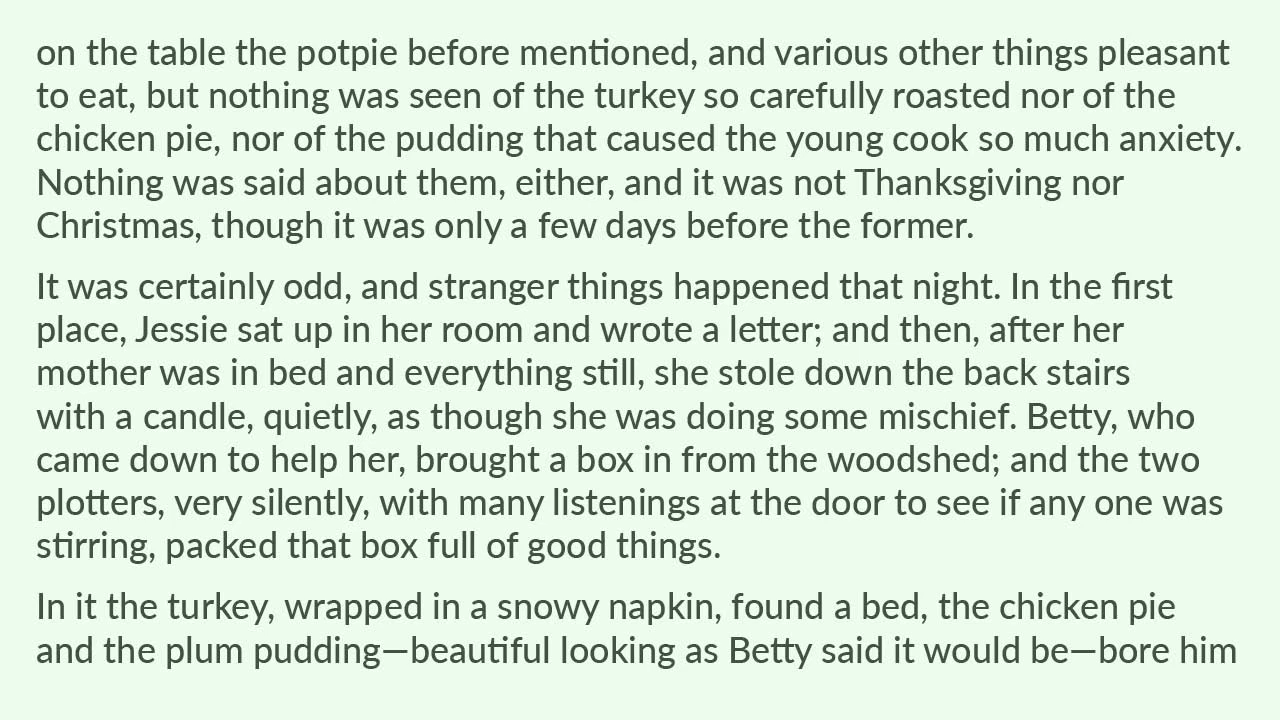 on the table the potpie before mentioned, and various other things pleasant
to eat, but nothing was seen of the turkey so carefully roasted nor of the
chicken pie, nor of the pudding that caused the young cook so much anxiety.
Nothing was said about them, either, and it was not Thanksgiving nor
Christmas, though it was only a few days before the former.
It was certainly odd, and stranger things happened that night. In the first
place, Jessie sat up in her room and wrote a letter; and then, after her
mother was in bed and everything still, she stole down the back stairs
with a candle, quietly, as though she was doing some mischief. Betty, who
came down to help her, brought a box in from the woodshed; and the two
plotters, very silently, with many listenings at the door to see if any one was
stirring, packed that box full of good things.
In it the turkey, wrapped in a snowy napkin, found a bed, the chicken pie
and the plum pudding—beautiful looking as Betty said it would be—bore him